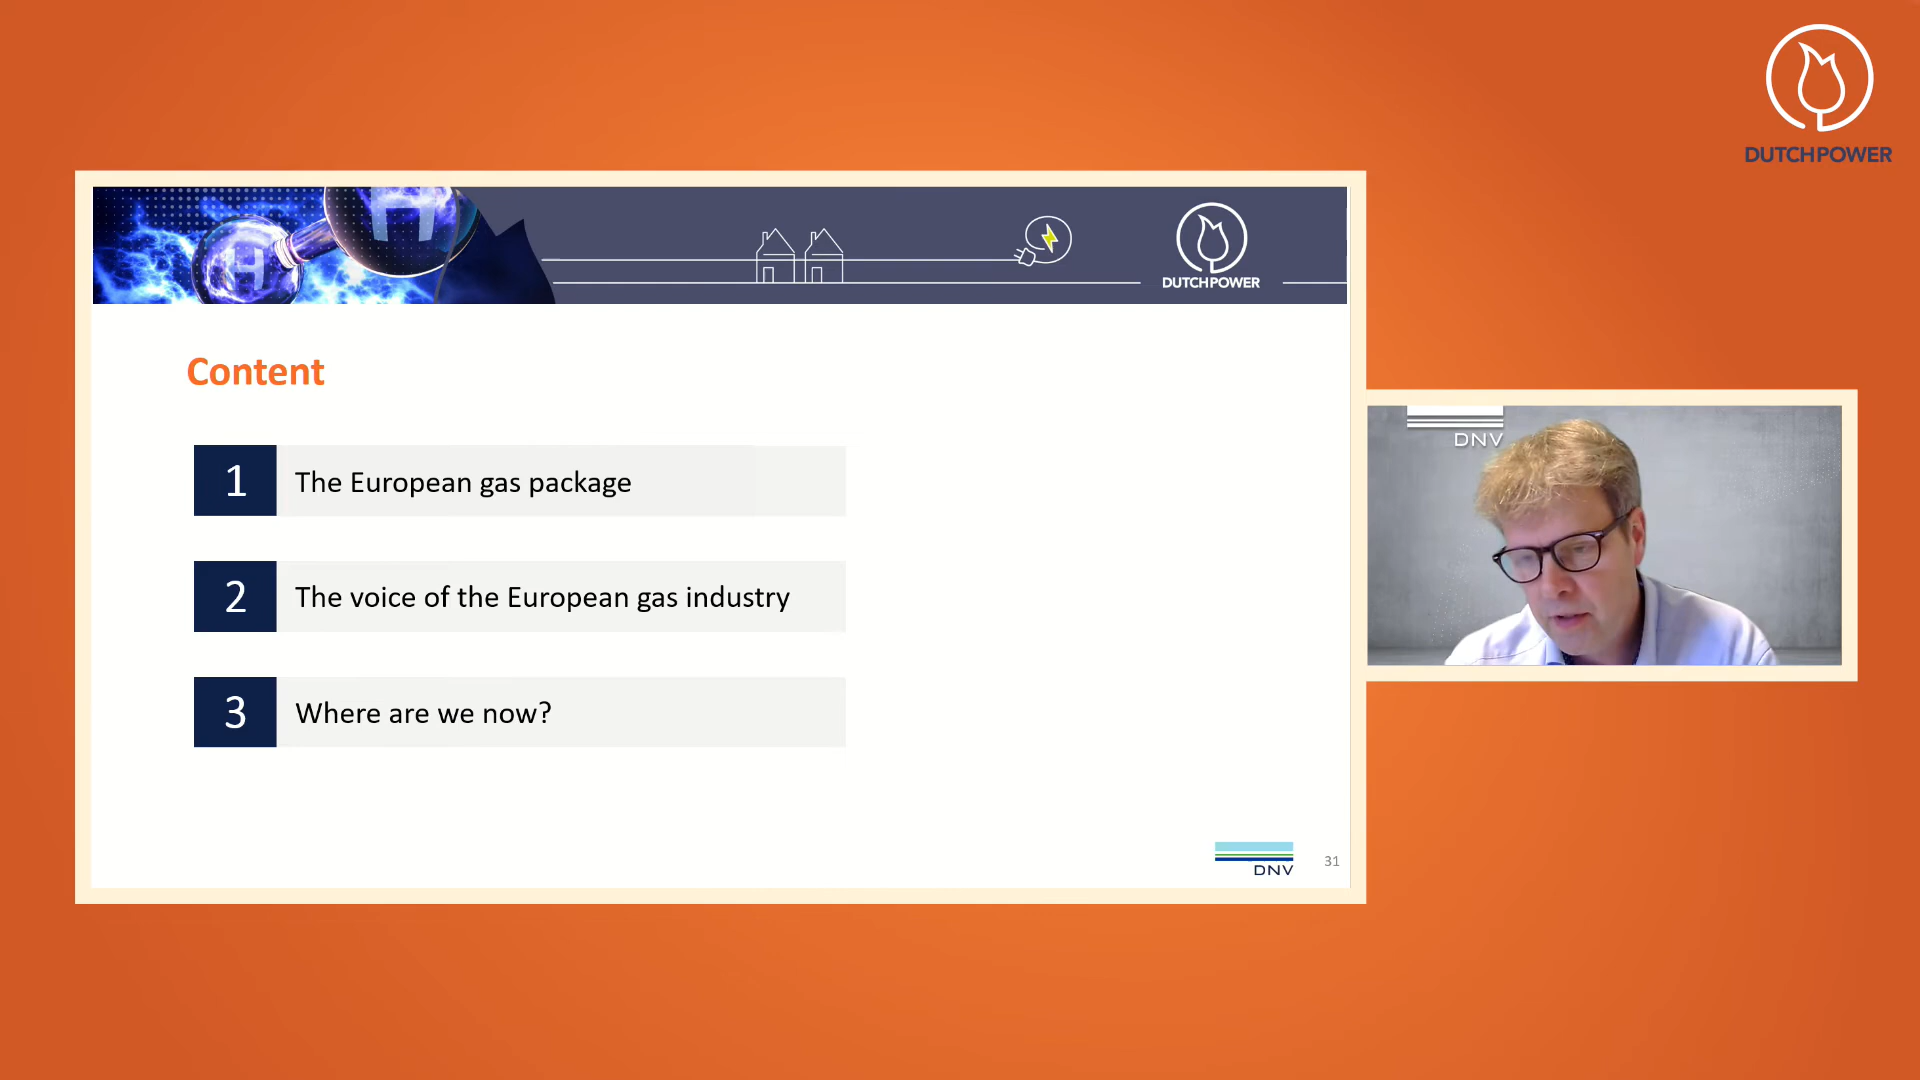 DUTCHPOWER
H
H
DUTCHPOWER
Content
1 The European gas package
2 The voice of the European gas industry
3 Where are we now?
DNV
31
DNV